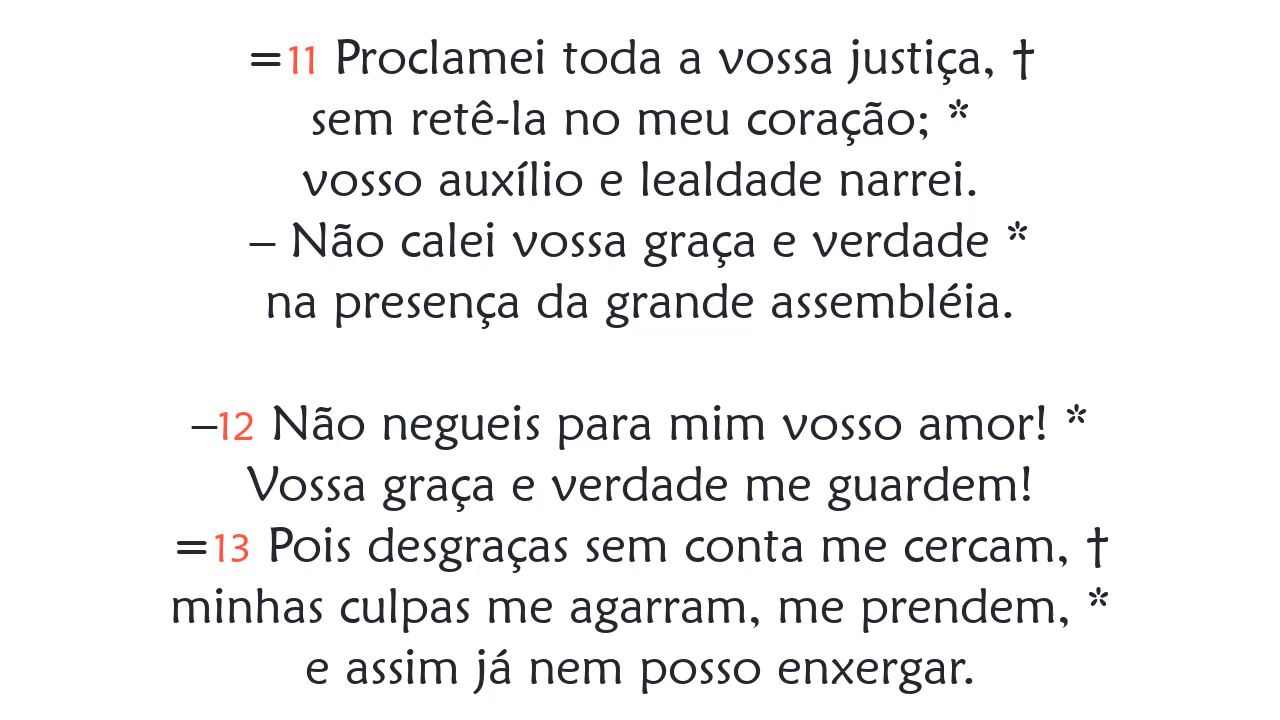 =11 Proclamei toda a vossa justiça, †
sem retê-la no meu coração; *
vosso auxílio e lealdade narrei.
– Não calei vossa graça e verdade *
na presença da grande assembléia.
–12 Não negueis para mim vosso amor! *
Vossa graça e verdade me guardem!
=13 Pois desgraças sem conta me cercam, †
minhas culpas me agarram, me prendem, *
e assim já nem posso enxergar.